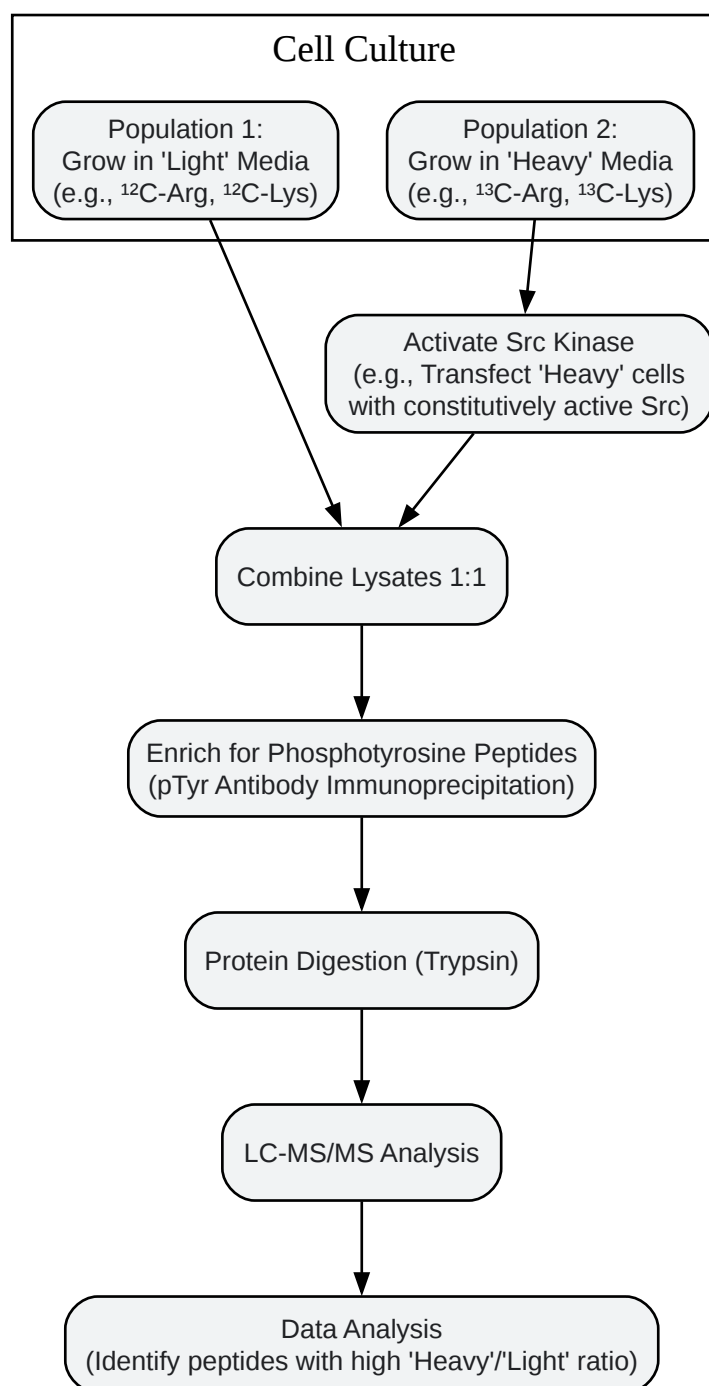 Cell Culture
Population 1:
Grow in 'Light' Media
(e.g., ¹²C-Arg, ¹²C-Lys)
Population 2:
Grow in 'Heavy' Media
(e.g., ¹³C-Arg, ¹³C-Lys)
Activate Src Kinase
(e.g., Transfect 'Heavy' cells
with constitutively active Src)
Combine Lysates 1:1
Enrich for Phosphotyrosine Peptides
(pTyr Antibody Immunoprecipitation)
Protein Digestion (Trypsin)
LC-MS/MS Analysis
Data Analysis
(Identify peptides with high 'Heavy'/'Light' ratio)